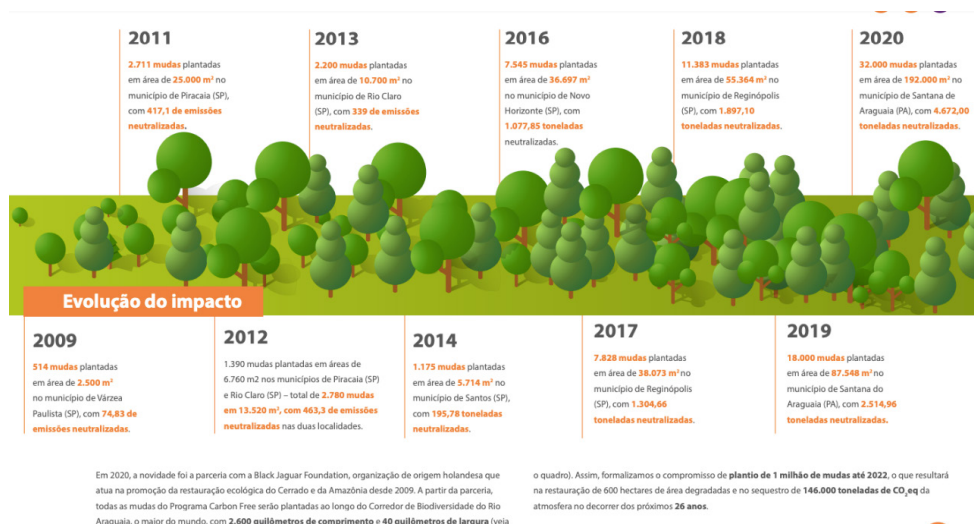 2011
2.711 mudas plantadas
em área de 25.000 m² no
município de Piracaia (SP),
com 417,1 de emissões
neutralizadas.
2013
2.200 mudas plantadas
em área de 10.700 m² no
município de Rio Claro
(SP), com 339 de emissões
neutralizadas.
2016
7.545 mudas plantadas
em área de 36.697 m²
no município de Novo
Horizonte (SP), com
1.077,85 toneladas
neutralizadas.
2018
11.383 mudas plantadas
em área de 55.364 m² no
município de Reginópolis
(SP), com 1.897,10
toneladas neutralizadas.
2020
32.000 mudas plantadas
em área de 192.000 m² no
município de Santana de
Araguaia (PA), com 4.672,00
toneladas neutralizadas.
Evolução do impacto
2009
514 mudas plantadas
em área de 2.500 m²
no município de Várzea
Paulista (SP), com 74,83 de
emissões neutralizadas.
2012
1.390 mudas plantadas em áreas de
6.760 m2 nos municípios de Piracaia (SP)
e Rio Claro (SP) – total de 2.780 mudas
em 13.520 m², com 463,3 de emissões
neutralizadas nas duas localidades.
2014
1.175 mudas plantadas
em área de 5.714 m² no
município de Santos (SP),
com 195,78 toneladas
neutralizadas.
2017
7.828 mudas plantadas
em área de 38.073 m² no
município de Reginópolis
(SP), com 1.304,66
toneladas neutralizadas.
2019
18.000 mudas plantadas
em área de 87.548 m² no
município de Santana do
Araguaia (PA), com 2.514,96
toneladas neutralizadas.
Em 2020, a novidade foi a parceria com a Black Jaguar Foundation, organização de origem holandesa que
atua na promoção da restauração ecológica do Cerrado e da Amazônia desde 2009. A partir da parceria,
todas as mudas do Programa Carbon Free serão plantadas ao longo do Corredor de Biodiversidade do Rio
Araguaia, o maior do mundo, com 2.600 quilômetros de comprimento e 40 quilômetros de largura (veja
o quadro). Assim, formalizamos o compromisso de plantio de 1 milhão de mudas até 2022, o que resultará
na restauração de 600 hectares de área degradadas e no sequestro de 146.000 toneladas de CO₂eq da
atmosfera no decorrer dos próximos 26 anos.